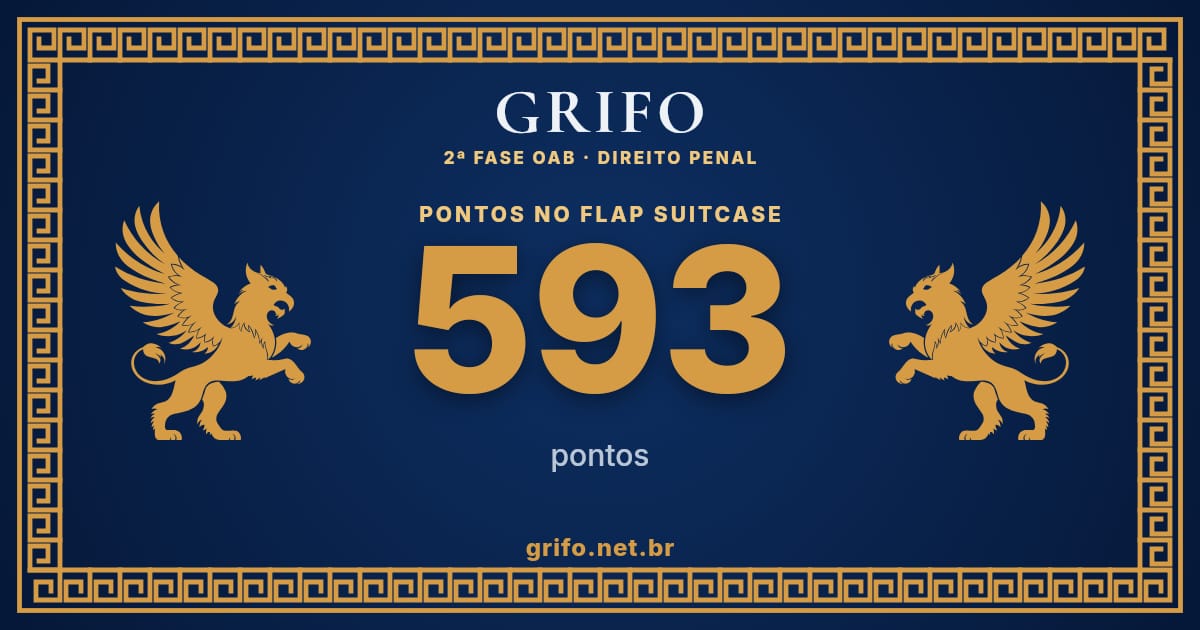 GRIFO
2ª FASE OAB · DIREITO PENAL
PONTOS NO FLAP SUITCASE
593
pontos
grifo.net.br